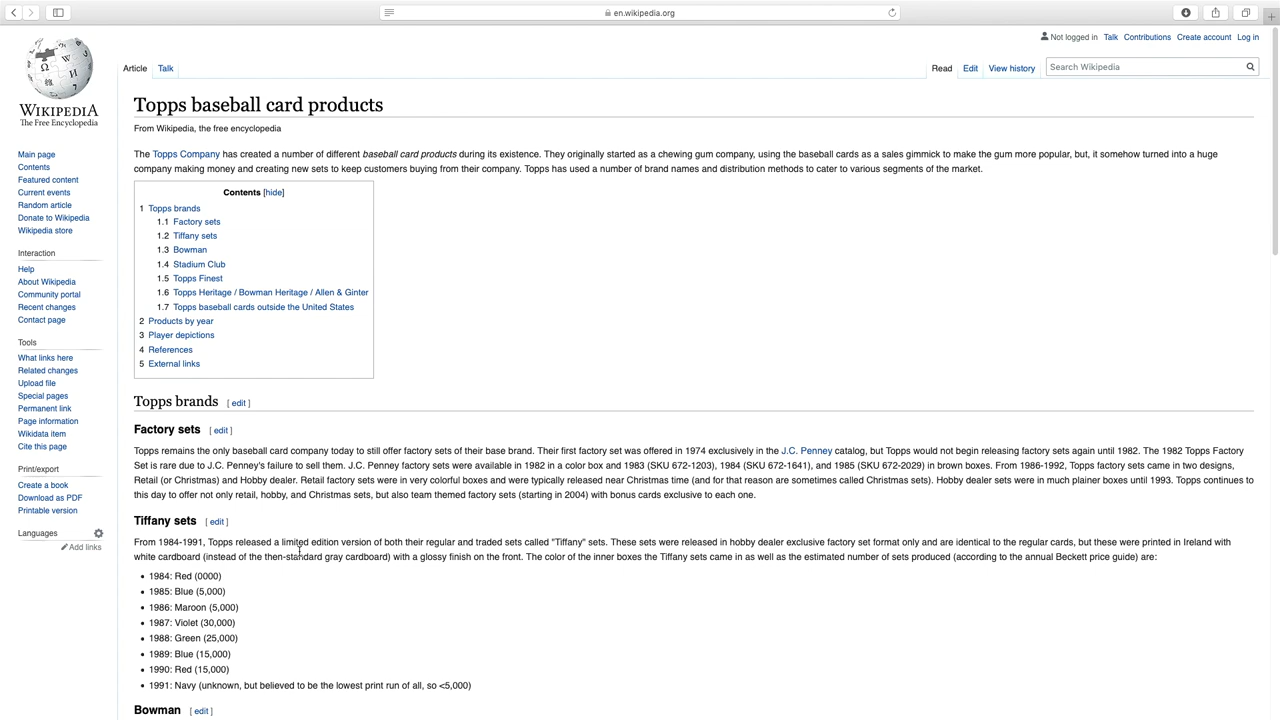 en.wikipedia.org
Not logged in Talk Contributions Create account Log in
Article Talk Read Edit View history Search Wikipedia
WIKIPEDIA
The Free Encyclopedia
Main page
Contents
Featured content
Current events
Random article
Donate to Wikipedia
Wikipedia store
Interaction
Help
About Wikipedia
Community portal
Recent changes
Contact page
Tools
What links here
Related changes
Upload file
Special pages
Permanent link
Page information
Wikidata item
Cite this page
Print/export
Create a book
Download as PDF
Printable version
Languages
Add links
Topps baseball card products
From Wikipedia, the free encyclopedia
The Topps Company has created a number of different baseball card products during its existence. They originally started as a chewing gum company, using the baseball cards as a sales gimmick to make the gum more popular, but, it somehow turned into a huge
company making money and creating new sets to keep customers buying from their company. Topps has used a number of brand names and distribution methods to cater to various segments of the market.
Contents [hide]
1 Topps brands
1.1 Factory sets
1.2 Tiffany sets
1.3 Bowman
1.4 Stadium Club
1.5 Topps Finest
1.6 Topps Heritage / Bowman Heritage / Allen & Ginter
1.7 Topps baseball cards outside the United States
2 Products by year
3 Player depictions
4 References
5 External links
Topps brands [ edit ]
Factory sets [ edit ]
Topps remains the only baseball card company today to still offer factory sets of their base brand. Their first factory set was offered in 1974 exclusively in the J.C. Penney catalog, but Topps would not begin releasing factory sets again until 1982. The 1982 Topps Factory
Set is rare due to J.C. Penney's failure to sell them. J.C. Penney factory sets were available in 1982 in a color box and 1983 (SKU 672-1203), 1984 (SKU 672-1641), and 1985 (SKU 672-2029) in brown boxes. From 1986-1992, Topps factory sets came in two designs,
Retail (or Christmas) and Hobby dealer. Retail factory sets were in very colorful boxes and were typically released near Christmas time (and for that reason are sometimes called Christmas sets). Hobby dealer sets were in much plainer boxes until 1993. Topps continues to
this day to offer not only retail, hobby, and Christmas sets, but also team themed factory sets (starting in 2004) with bonus cards exclusive to each one.
Tiffany sets [ edit ]
From 1984-1991, Topps released a limited edition version of both their regular and traded sets called "Tiffany" sets. These sets were released in hobby dealer exclusive factory set format only and are identical to the regular cards, but these were printed in Ireland with
white cardboard (instead of the then-standard gray cardboard) with a glossy finish on the front. The color of the inner boxes the Tiffany sets came in as well as the estimated number of sets produced (according to the annual Beckett price guide) are:
• 1984: Red (0000)
• 1985: Blue (5,000)
• 1986: Maroon (5,000)
• 1987: Violet (30,000)
• 1988: Green (25,000)
• 1989: Blue (15,000)
• 1990: Red (15,000)
• 1991: Navy (unknown, but believed to be the lowest print run of all, so <5,000)
Bowman [ edit ]